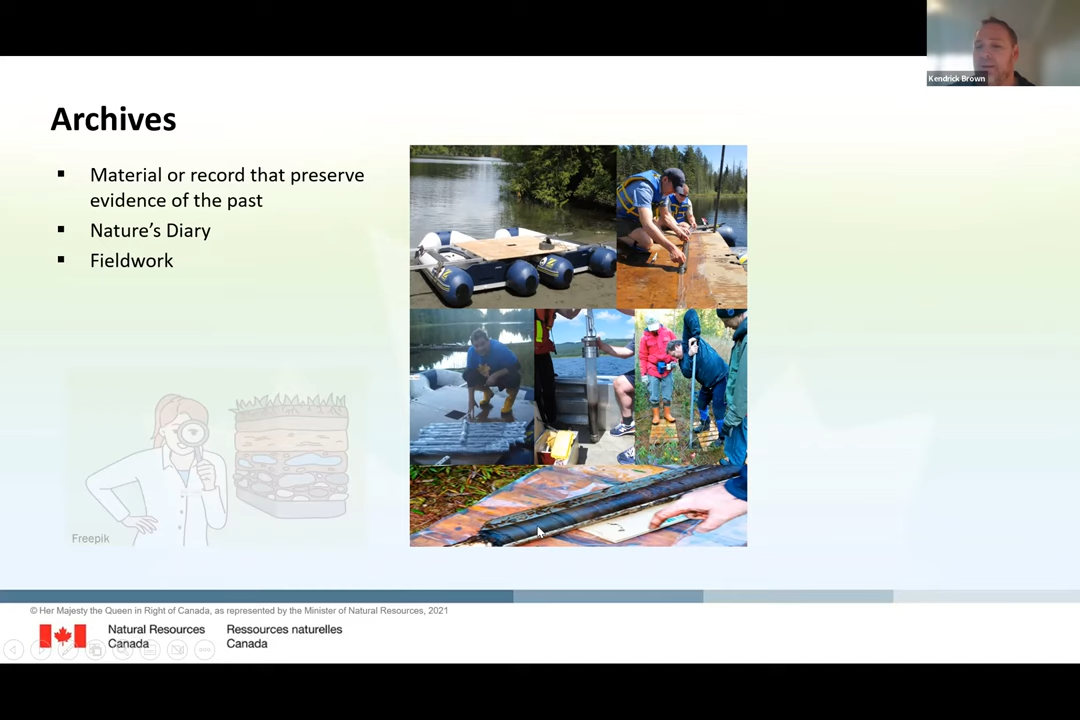 Kendrick Brown
Archives
▪ Material or record that preserve
evidence of the past
▪ Nature's Diary
▪ Fieldwork
Freepik
© Her Majesty the Queen in Right of Canada, as represented by the Minister of Natural Resources, 2021
Natural Resources
Canada
Ressources naturelles
Canada